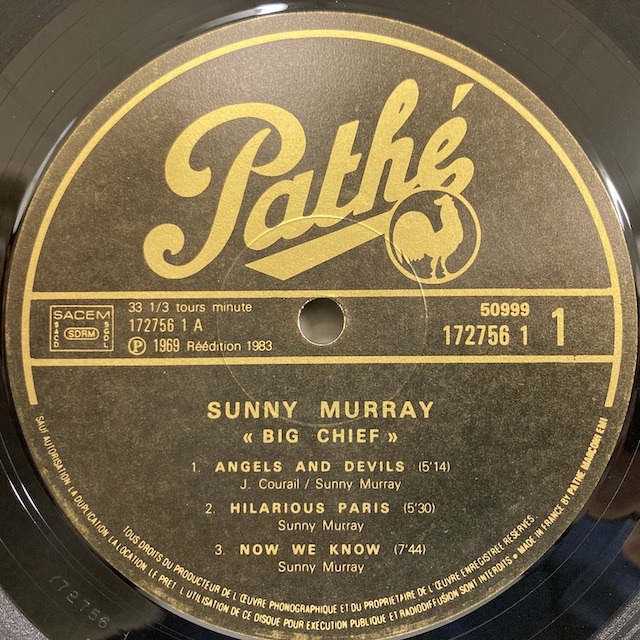 Pathé
SACEM
SACD
SDRM
SGDL
33 1/3 tours minute
172756 1 A
Ⓟ 1969 Réédition 1983
50999
172756 1
1
SUNNY MURRAY
« BIG CHIEF »
1. ANGELS AND DEVILS (5'14)
J. Courail / Sunny Murray
2. HILARIOUS PARIS (5'30)
Sunny Murray
3. NOW WE KNOW (7'44)
Sunny Murray
TOUS DROITS DU PRODUCTEUR DE L'ŒUVRE PHONOGRAPHIQUE ET DU PROPRIETAIRE DE L'ŒUVRE ENREGISTREE RÉSERVÉS.
SAUF AUTORISATION LA DUPLICATION, LA LOCATION, LE PRET, L'UTILISATION DE CE DISQUE POUR EXECUTION PUBLIQUE ET RADIODIFFUSION SONT INTERDITS • MADE IN FRANCE BY PATHE MARCONI EMI
172756